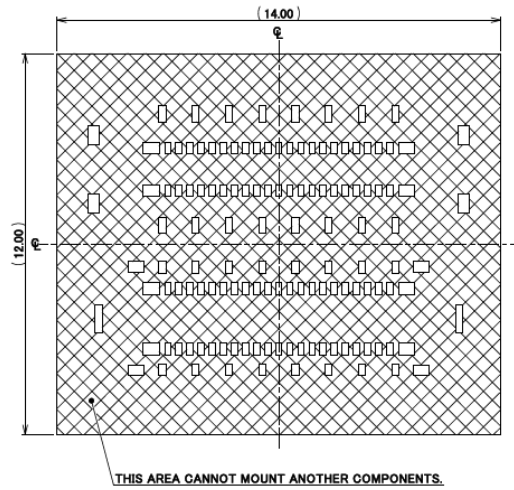 (14.00)
℄
(12.00)
℄
THIS AREA CANNOT MOUNT ANOTHER COMPONENTS.